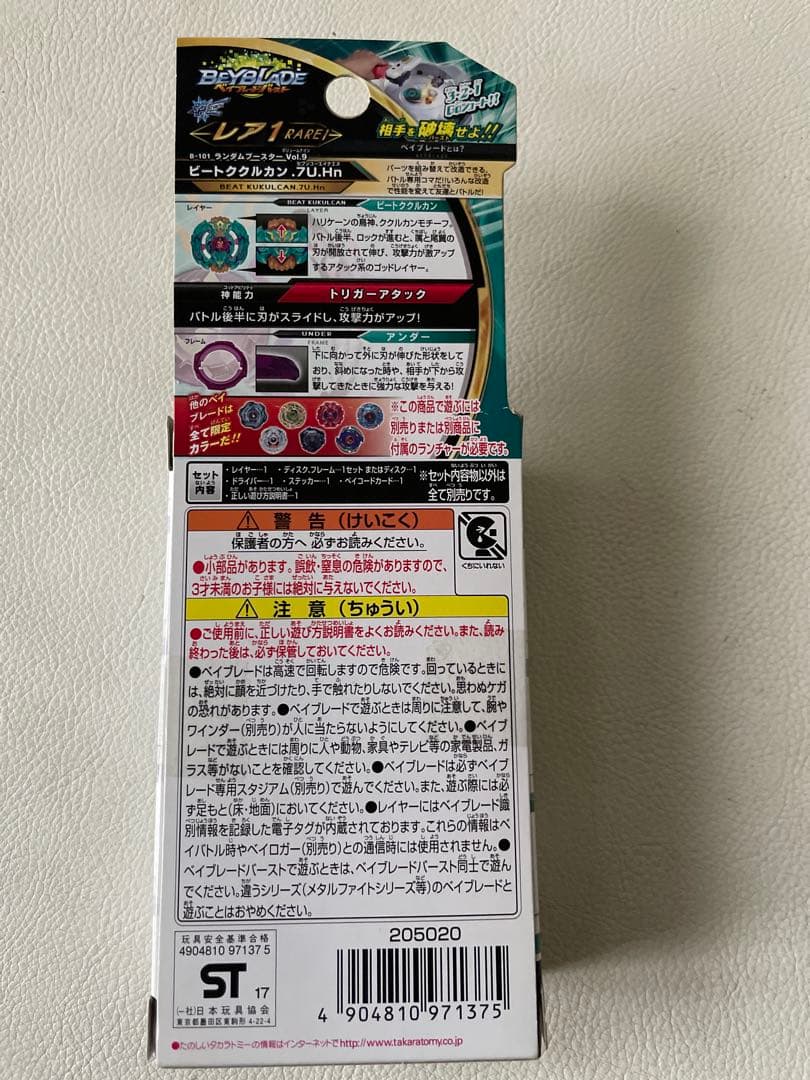 BEYBLADE
ベイブレードバースト
3・2・1
相手を破壊せよ!!
バースト
レア1 RARE1
ベイブレードとは?
B-101 ランダムブースター Vol.9
ビートククルカン .7U.Hn
BEAT KUKULCAN.7U.Hn
パーツを組み替えて改造できる、
バトル専用コマだ!!いろんな改造
で性能を変えて友達とバトルだ!
レイヤー
BEAT KUKULCAN
LAYER
ビートククルカン
ハリケーンの鳥神、ククルカンモチーフ。
バトル後半、ロックが進むと、嘴と尾翼の
刃が開放されて伸び、攻撃力が激アップ
するアタック系のゴッドレイヤー。
ゴッドアビリティ
神能力
トリガーアタック
バトル後半に刃がスライドし、攻撃力がアップ!
フレーム
UNDER
FRAME
アンダー
下に向かって外に刃が伸びた形状をして
おり、斜めになった時や、相手が下から攻
撃してきたときに強力な攻撃を与える!
他のベイ
ブレードは
全て限定
カラーだ!!
※この商品で遊ぶには
別売りまたは別商品に
付属のランチャーが必要です。
セット
内容
・レイヤー…1 ・ディスク,フレーム…1セット またはディスク…1
・ドライバー…1 ・ステッカー…1 ・ベイコードカード…1
・正しい遊び方説明書…1
※セット内容物以外は
全て別売りです。
警告(けいこく)
保護者の方へ 必ずお読みください。
●小部品があります。誤飲・窒息の危険がありますので、
3才未満のお子様には絶対に与えないでください。
くちにいれない
注意(ちゅうい)
●ご使用前に、正しい遊び方説明書をよくお読みください。また、読み
終わった後は、必ず保管しておいてください。
●ベイブレードは高速で回転しますので危険です。回っているときに
は、絶対に顔を近づけたり、手で触れたりしないでください。思わぬケガ
の恐れがあります。●ベイブレードで遊ぶときは周りに注意して、腕や
ワインダー(別売り)が人に当たらないようにしてください。●ベイブレー
ドで遊ぶときには周りに人や動物、家具やテレビ等の家電製品、ガ
ラス等がないことを確認してください。●ベイブレードは必ずベイブ
レード専用スタジアム(別売り)で遊んでください。また、遊ぶ際には必
ず足もと(床・地面)においてください。●レイヤーにはベイブレード識
別情報を記録した電子タグが内蔵されております。これらの情報はベ
イバトル時やベイロガー(別売り)との通信時には使用されません。●
ベイブレードバーストで遊ぶときは、ベイブレードバースト同士で遊ん
でください。違うシリーズ(メタルファイトシリーズ等)のベイブレードと
遊ぶことはおやめください。
玩具安全基準合格
4904810 97137 5
ST
17
(一社)日本玩具協会
東京都墨田区東駒形 4-22-4
205020
4 904810 971375
●たのしいタカラトミーの情報はインターネットでhttp://www.takaratomy.co.jp